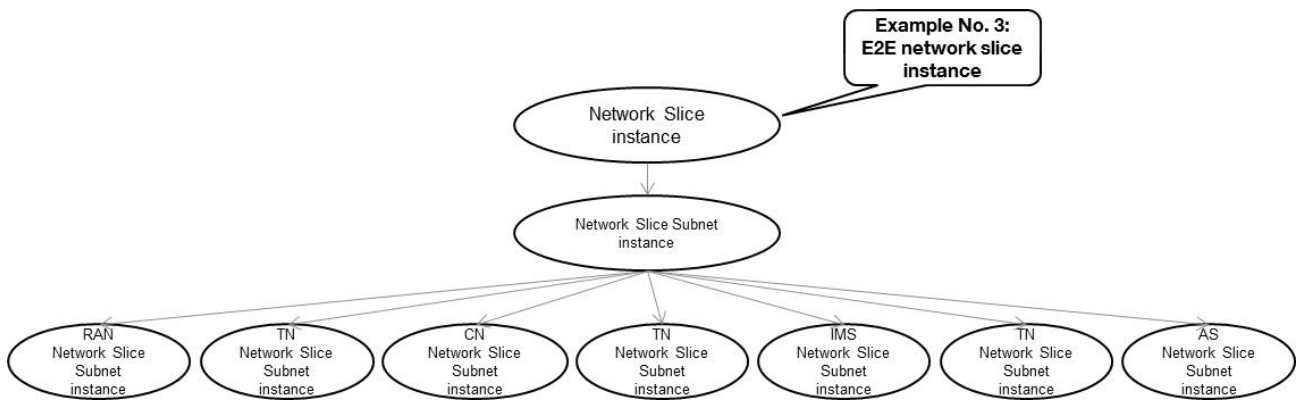 Example No. 3:
E2E network slice
instance
Network Slice
instance
Network Slice Subnet
instance
RAN
Network Slice
Subnet
instance
TN
Network Slice
Subnet
instance
CN
Network Slice
Subnet
instance
TN
Network Slice
Subnet
instance
IMS
Network Slice
Subnet
instance
TN
Network Slice
Subnet
instance
AS
Network Slice
Subnet
instance